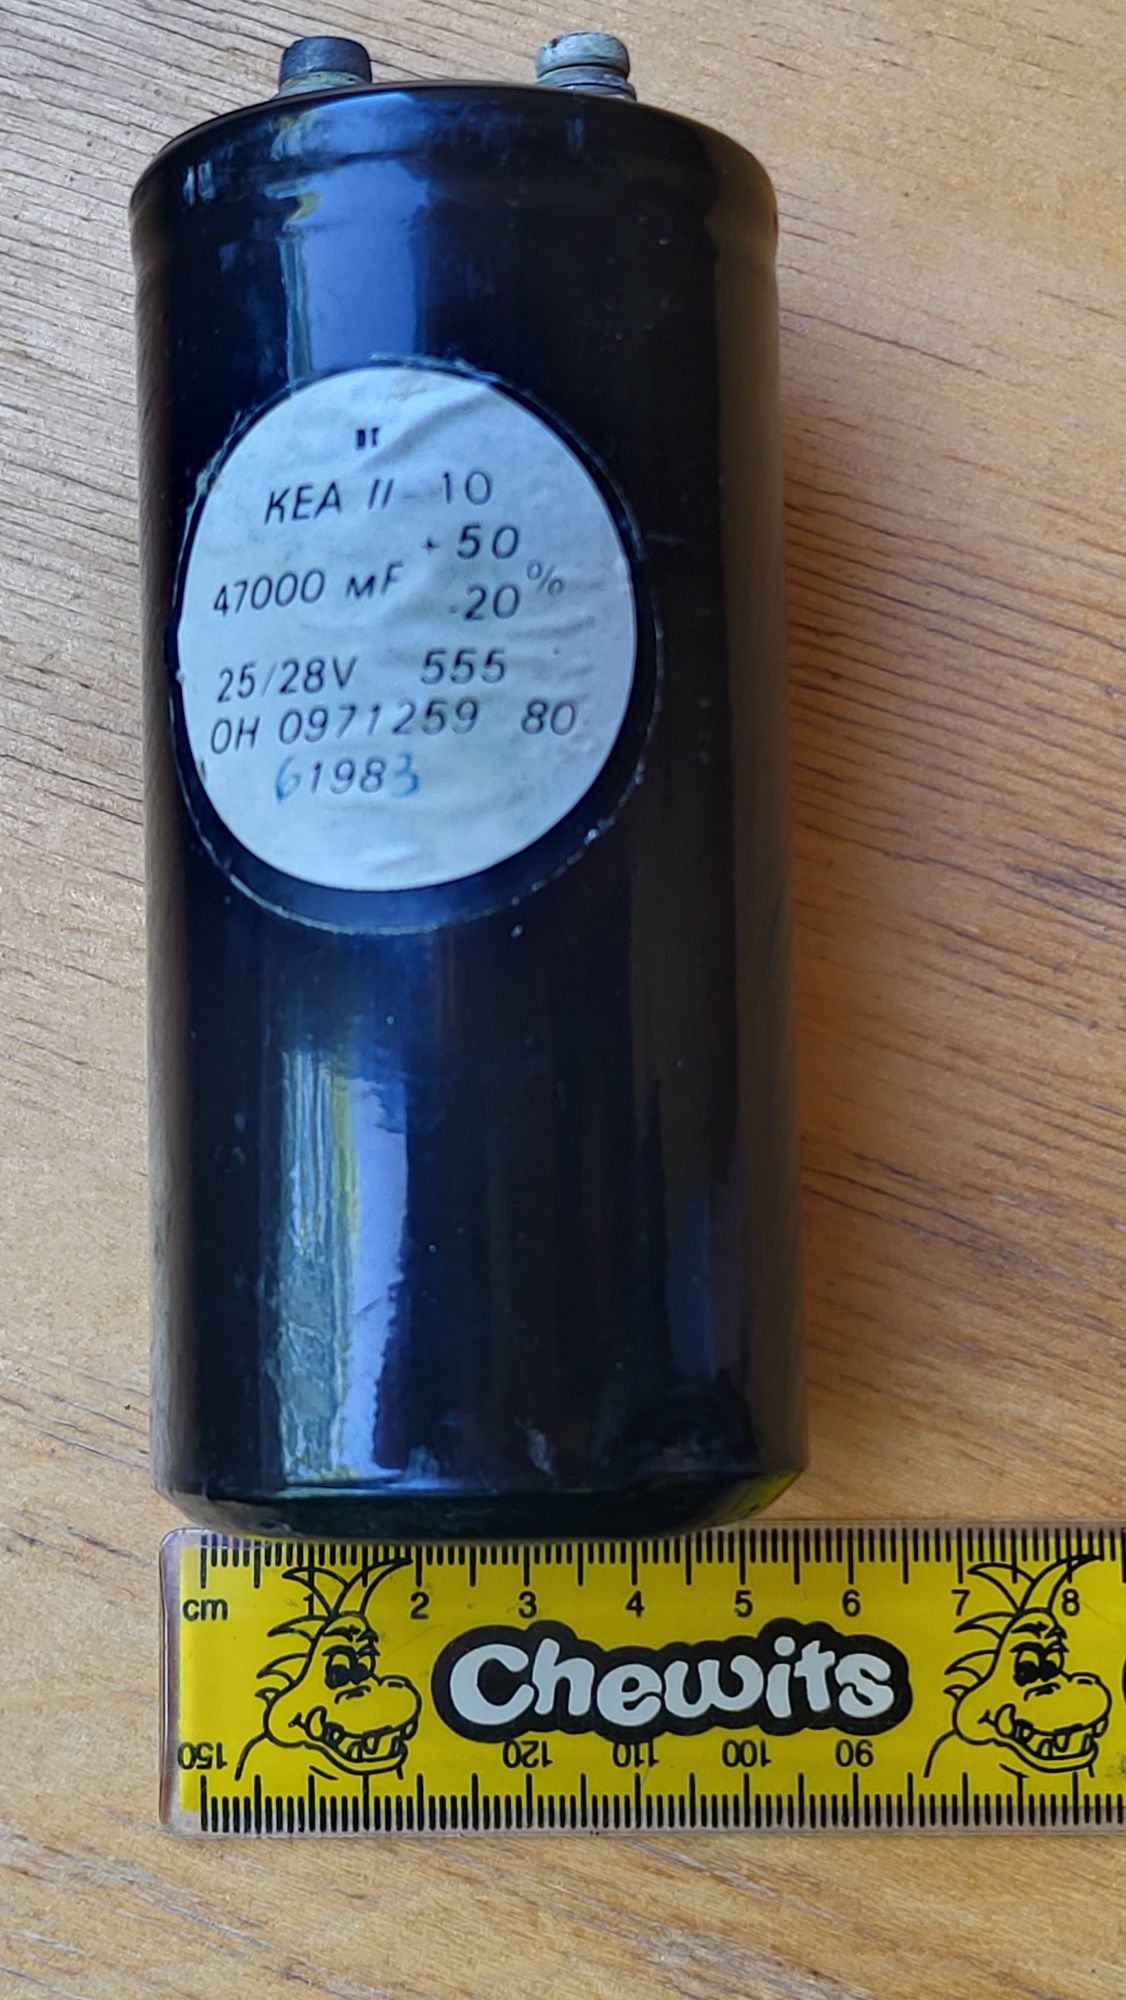 KEA II-10
+50
47000 мF -20%
25/28V 555
OH 0971259 80
61983
cm 1 2 3 4 5 6 7 8
Chewits
150 120 110 100 90